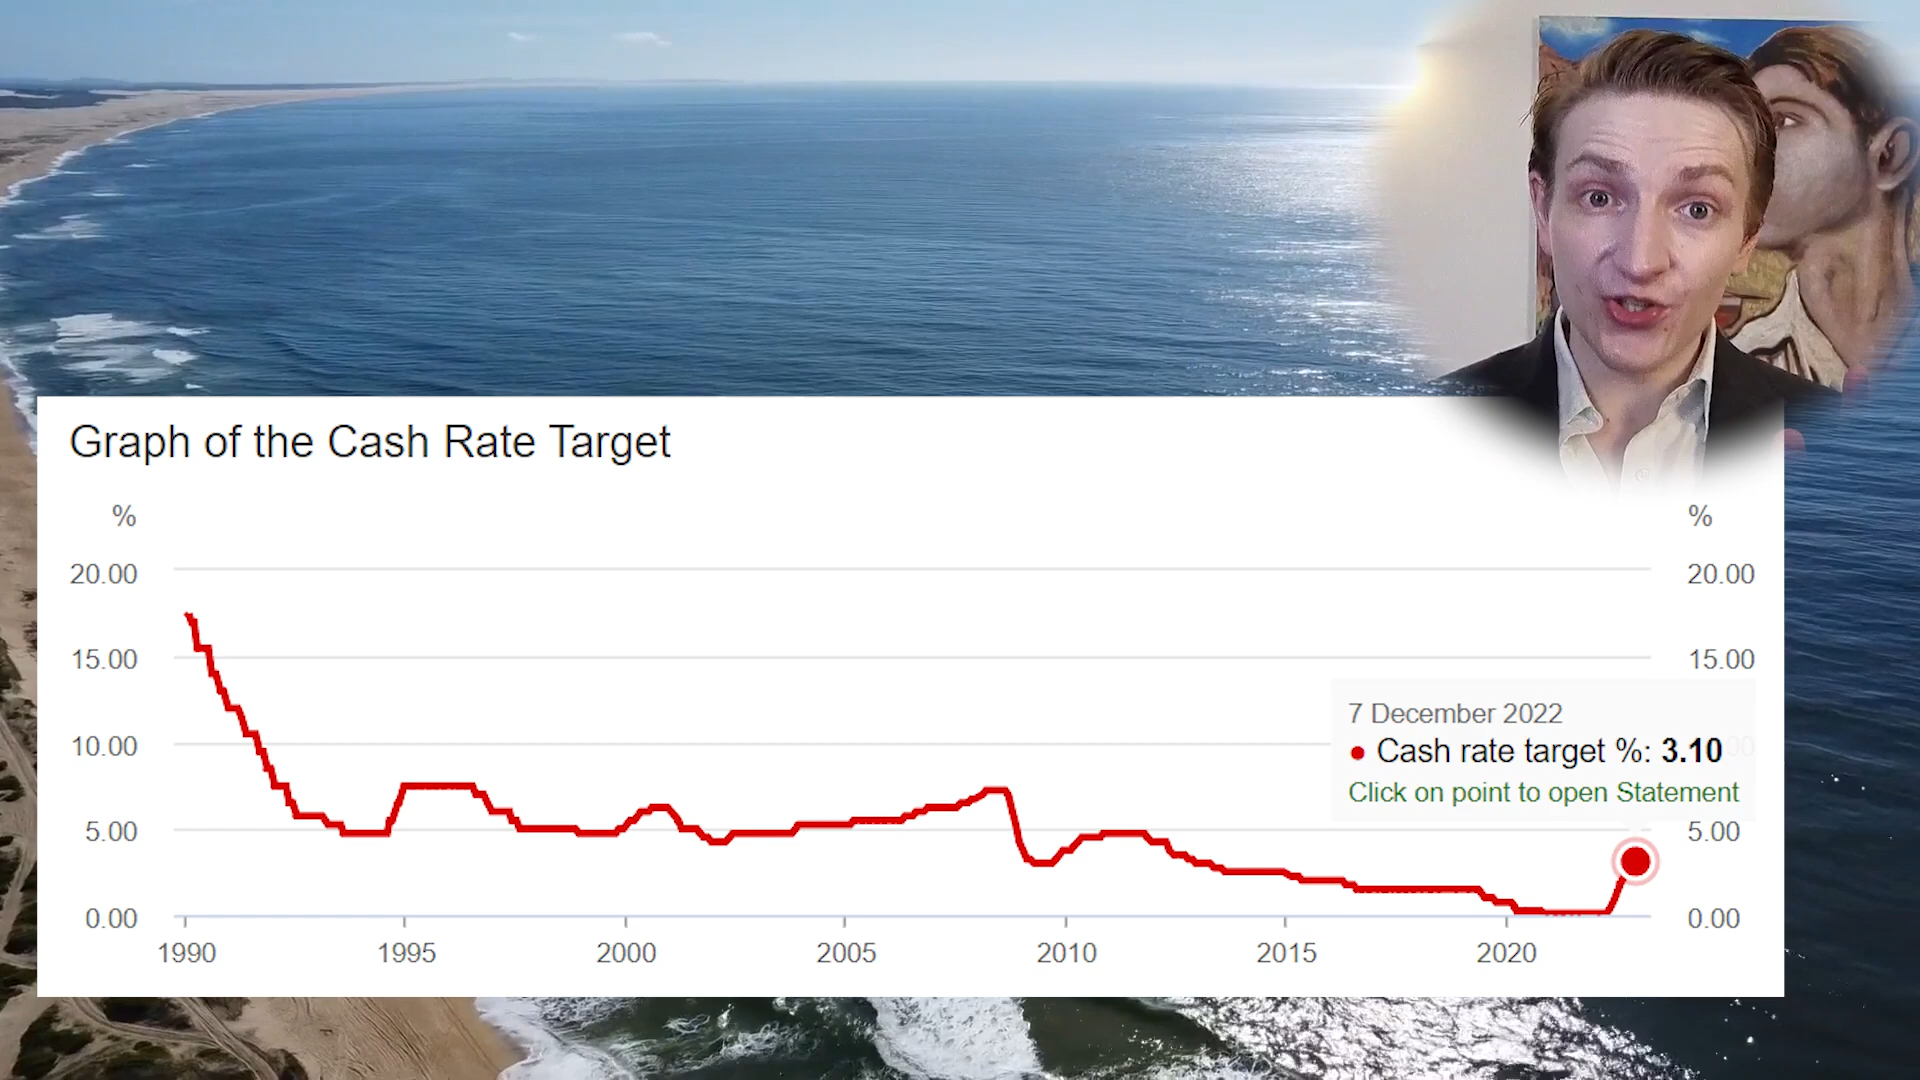 Graph of the Cash Rate Target
% %
20.00 20.00
15.00 15.00
7 December 2022
10.00 Cash rate target %: 3.10 00
Click on point to open Statement
5.00 5.00
0.00 0.00
1990 1995 2000 2005 2010 2015 2020